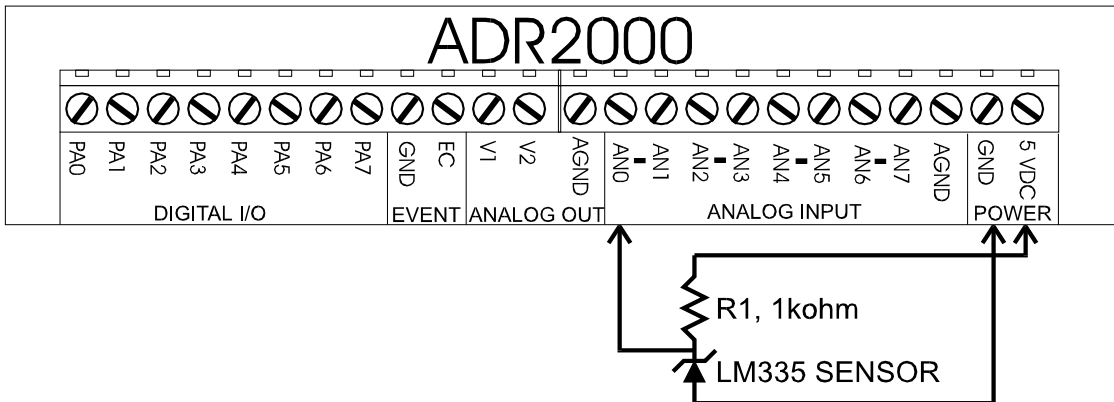 ADR2000
PA0 PA1 PA2 PA3 PA4 PA5 PA6 PA7 GND EC V1 V2 AGND AN0 - AN1 AN2 - AN3 AN4 - AN5 AN6 - AN7 AGND GND 5 VDC
DIGITAL I/O EVENT ANALOG OUT ANALOG INPUT POWER
R1, 1kohm
LM335 SENSOR